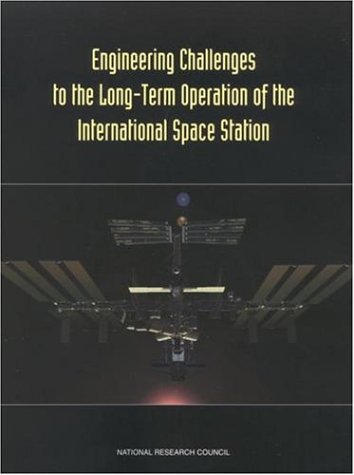 Engineering Challenges
to the Long-Term Operation of the
International Space Station
NATIONAL RESEARCH COUNCIL